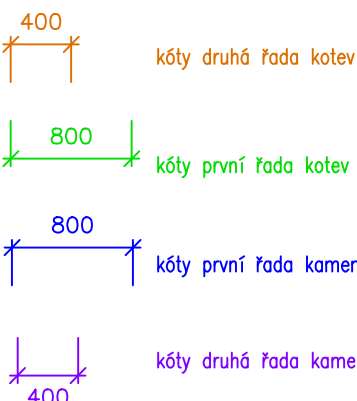 400
kóty druhá řada kotev
800
kóty první řada kotev
800
kóty první řada kamen
kóty druhá řada kame
400